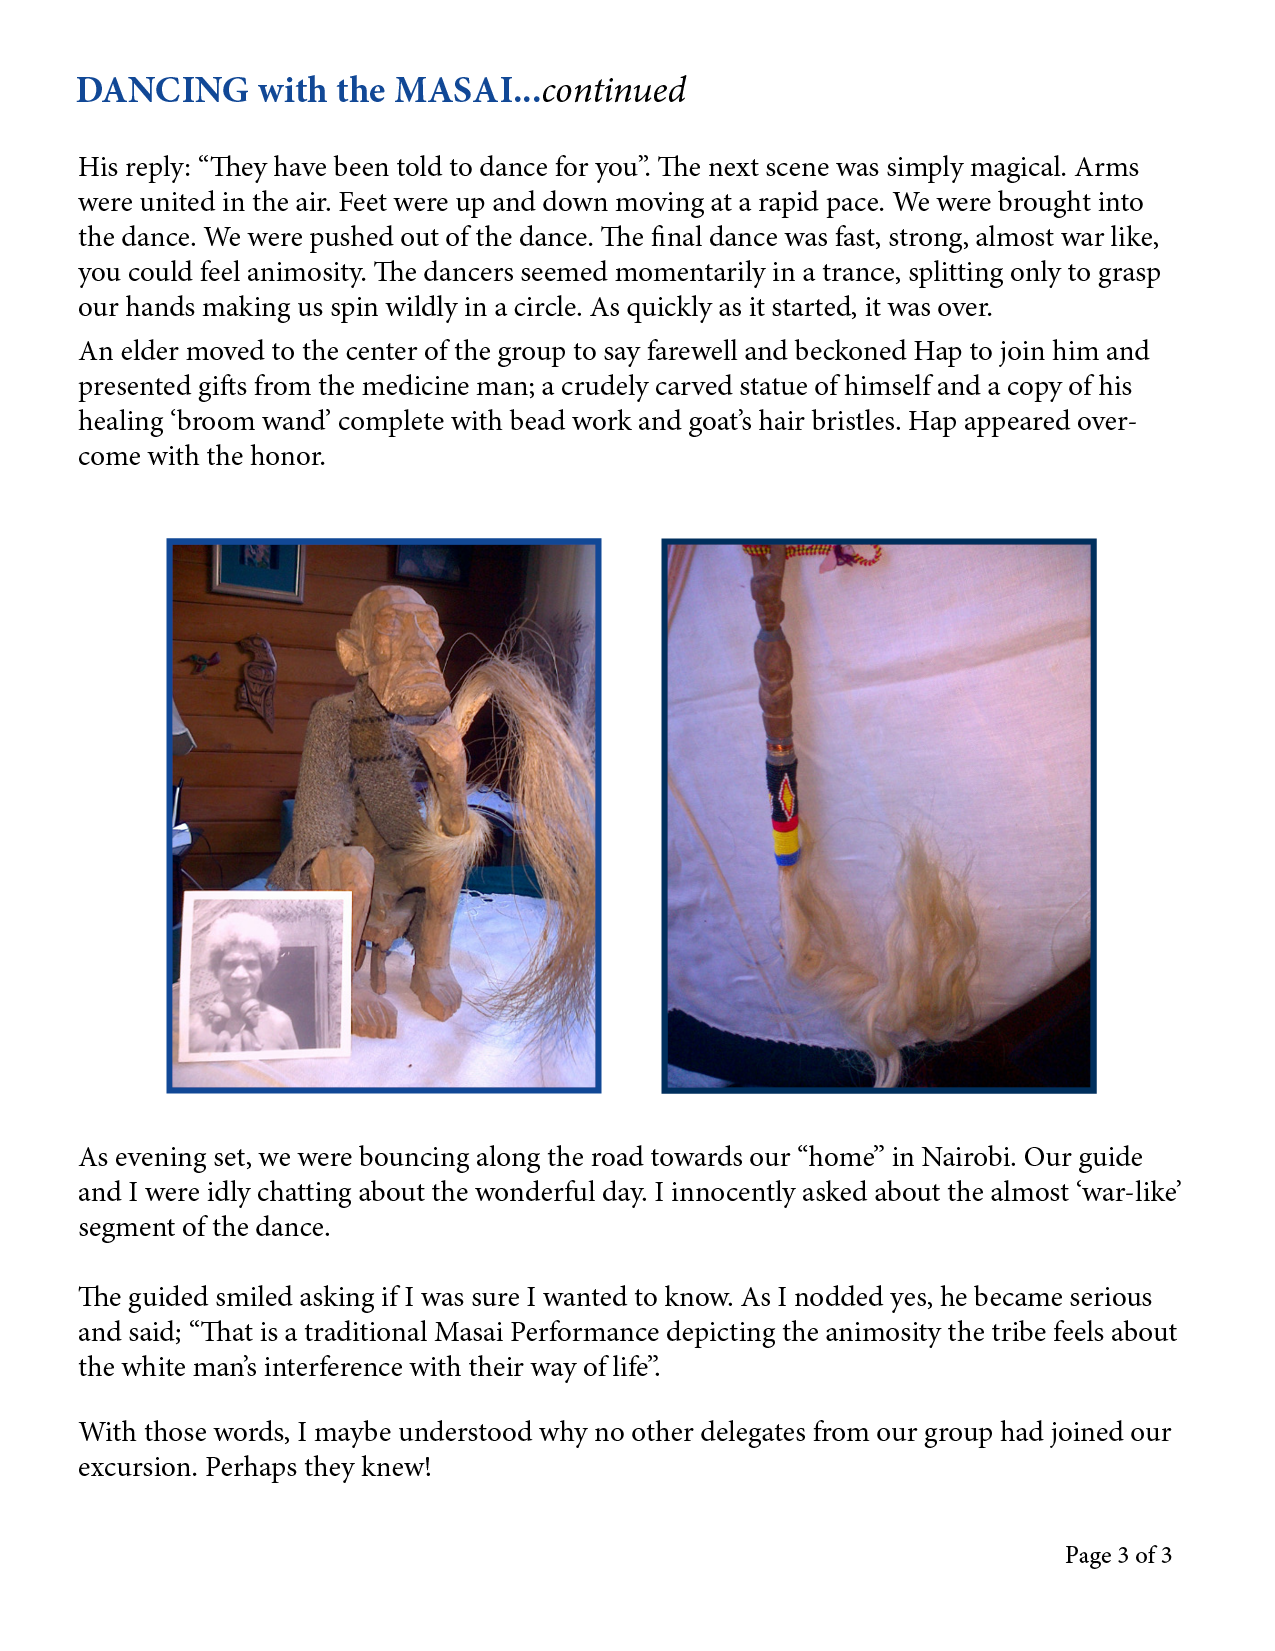 DANCING with the MASAI...continued
His reply: “They have been told to dance for you”. The next scene was simply magical. Arms
were united in the air. Feet were up and down moving at a rapid pace. We were brought into
the dance. We were pushed out of the dance. The final dance was fast, strong, almost war like,
you could feel animosity. The dancers seemed momentarily in a trance, splitting only to grasp
our hands making us spin wildly in a circle. As quickly as it started, it was over.
An elder moved to the center of the group to say farewell and beckoned Hap to join him and
presented gifts from the medicine man; a crudely carved statue of himself and a copy of his
healing ‘broom wand’ complete with bead work and goat’s hair bristles. Hap appeared over-
come with the honor.
As evening set, we were bouncing along the road towards our “home” in Nairobi. Our guide
and I were idly chatting about the wonderful day. I innocently asked about the almost ‘war-like’
segment of the dance.
The guided smiled asking if I was sure I wanted to know. As I nodded yes, he became serious
and said; “That is a traditional Masai Performance depicting the animosity the tribe feels about
the white man’s interference with their way of life”.
With those words, I maybe understood why no other delegates from our group had joined our
excursion. Perhaps they knew!
Page 3 of 3